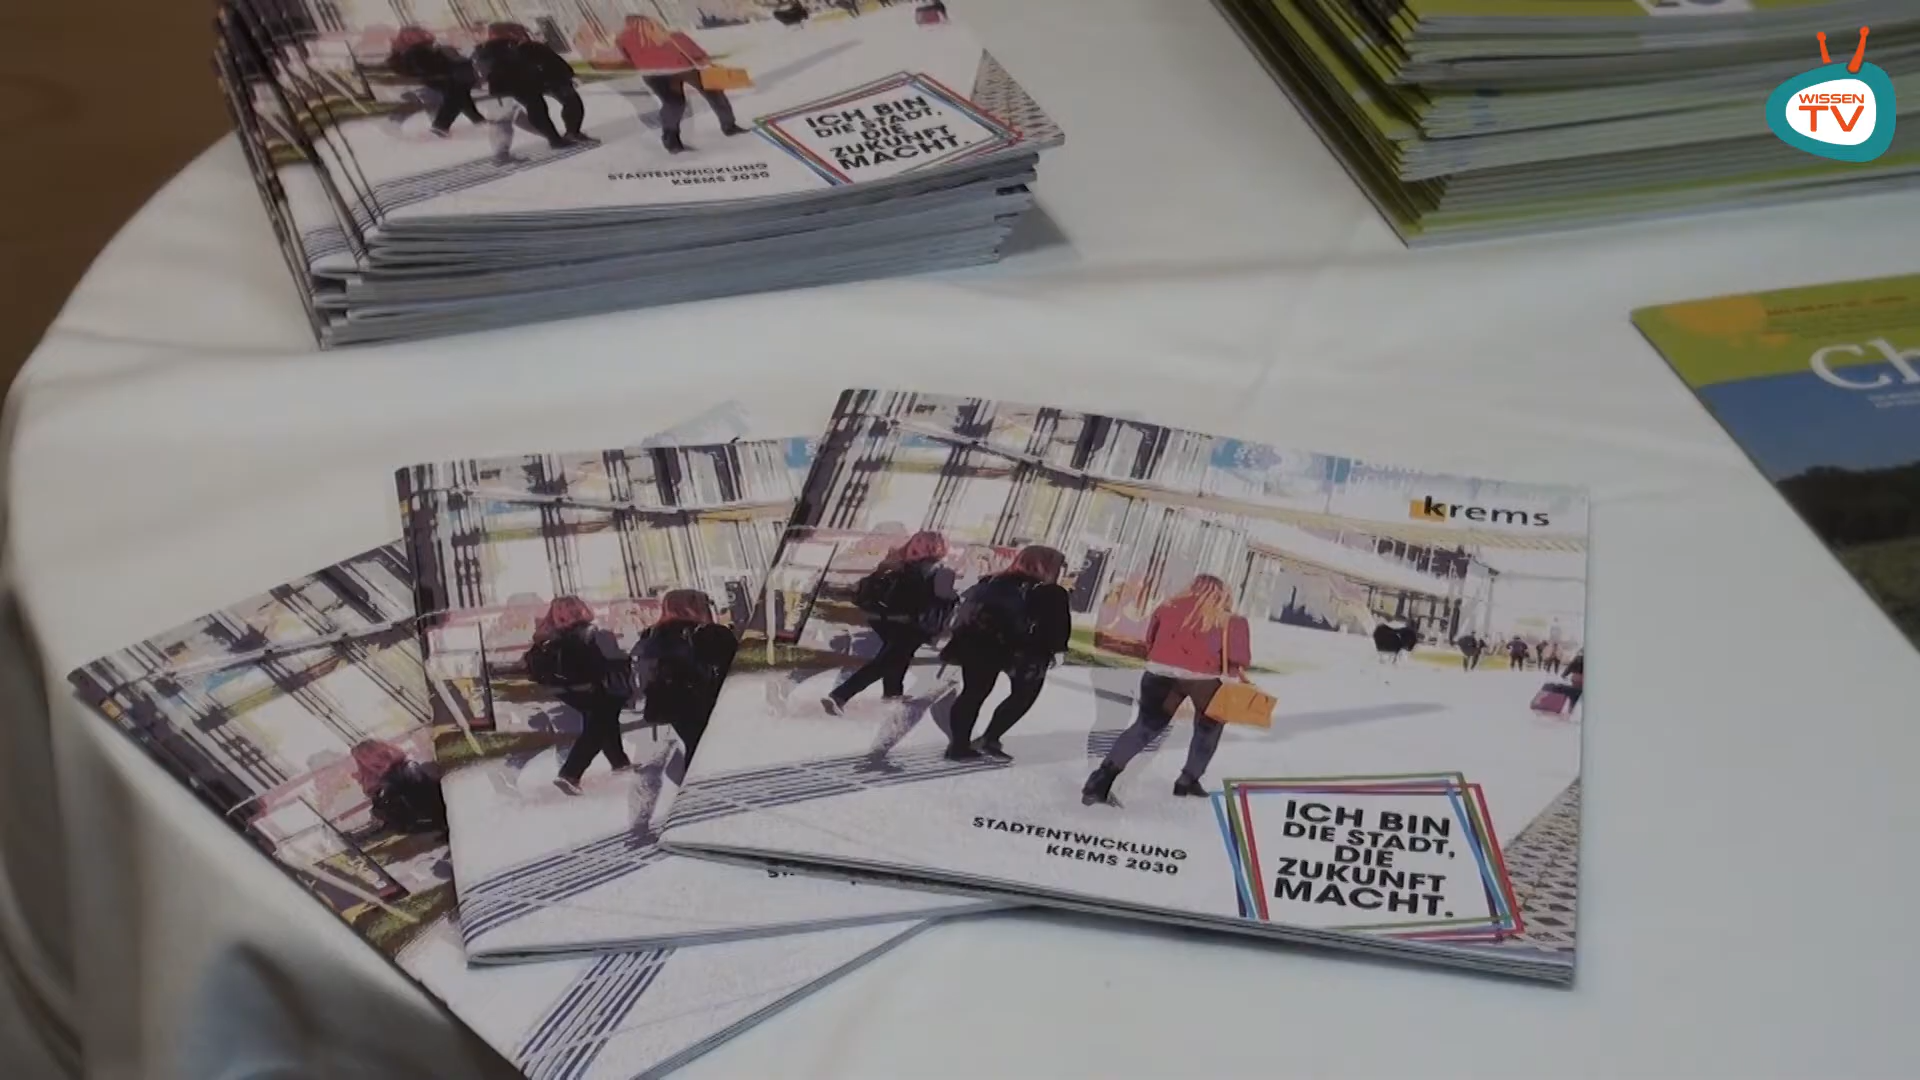 ICH BIN
DIE STADT,
DIE
ZUKUNFT
MACHT.
STADTENTWICKLUNG
KREMS 2030
WISSEN
TV
Ch
krems
STADTENTWICKLUNG
KREMS 2030
ICH BIN
DIE STADT,
DIE
ZUKUNFT
MACHT.